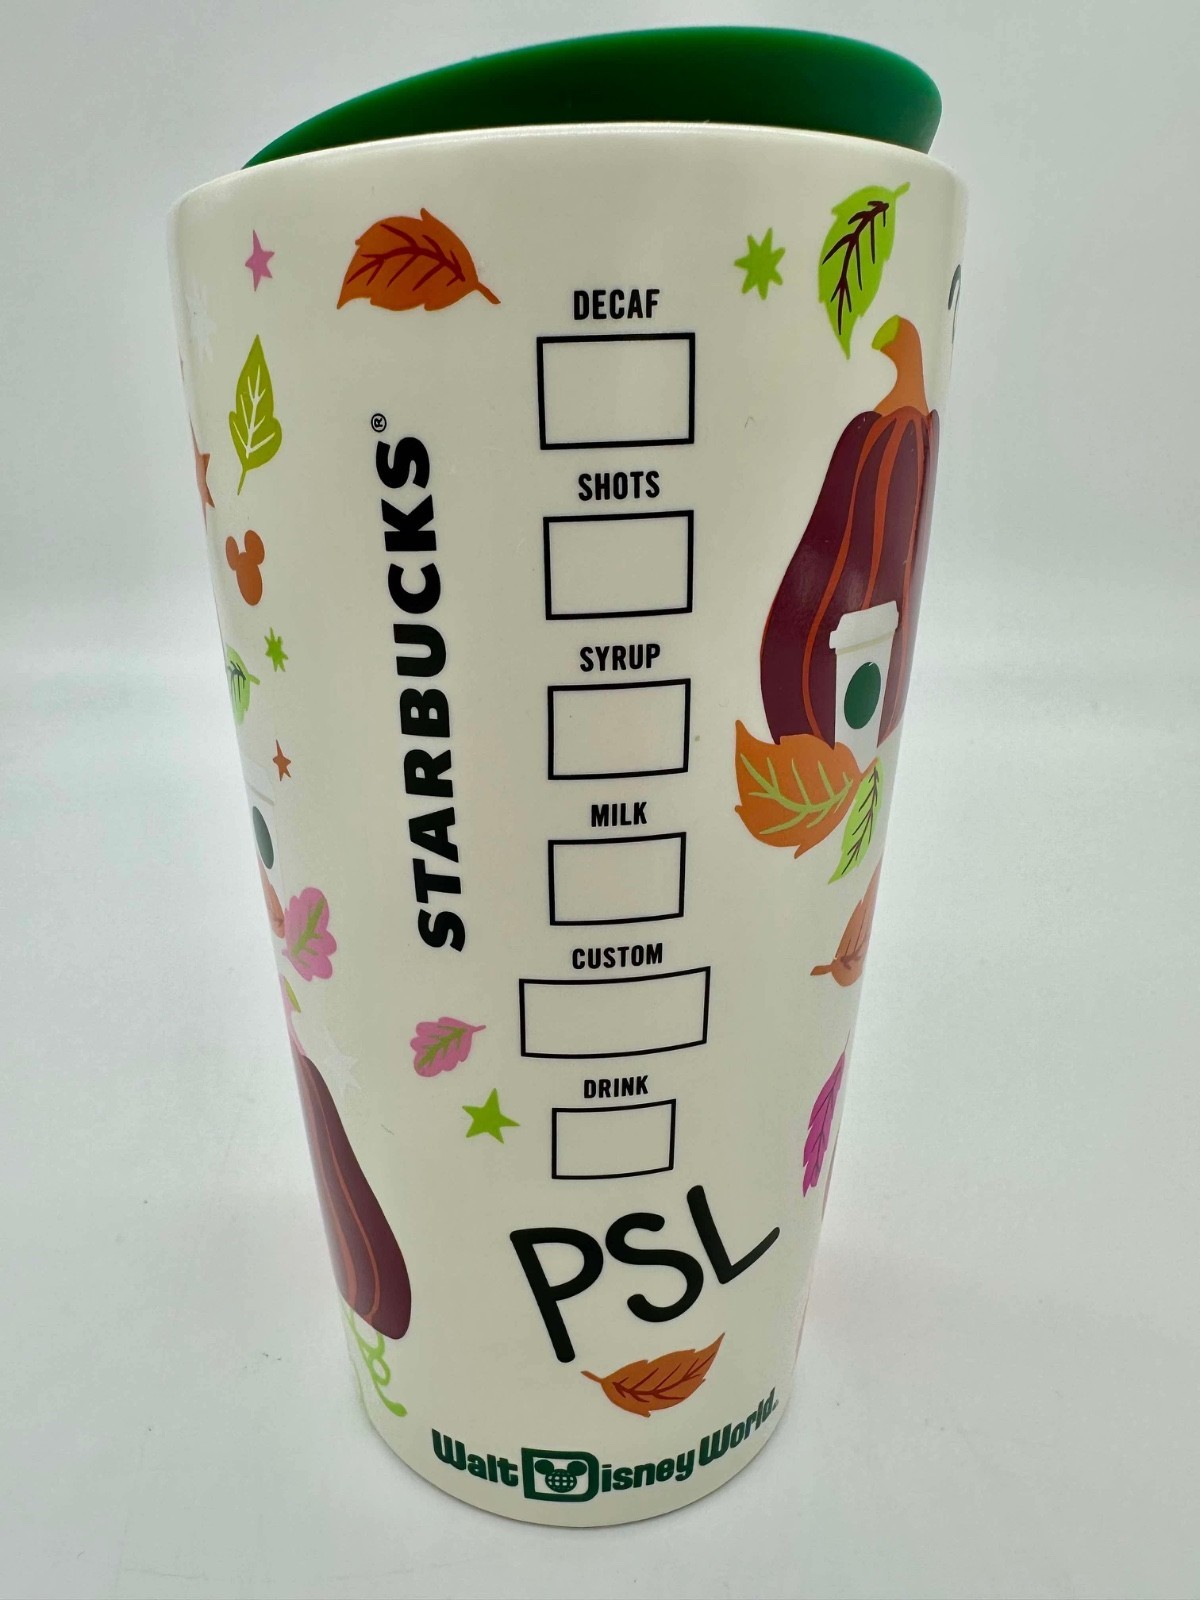 DECAF
SHOTS
SYRUP
MILK
CUSTOM
DRINK
PSL
STARBUCKS®
Walt Disney World.